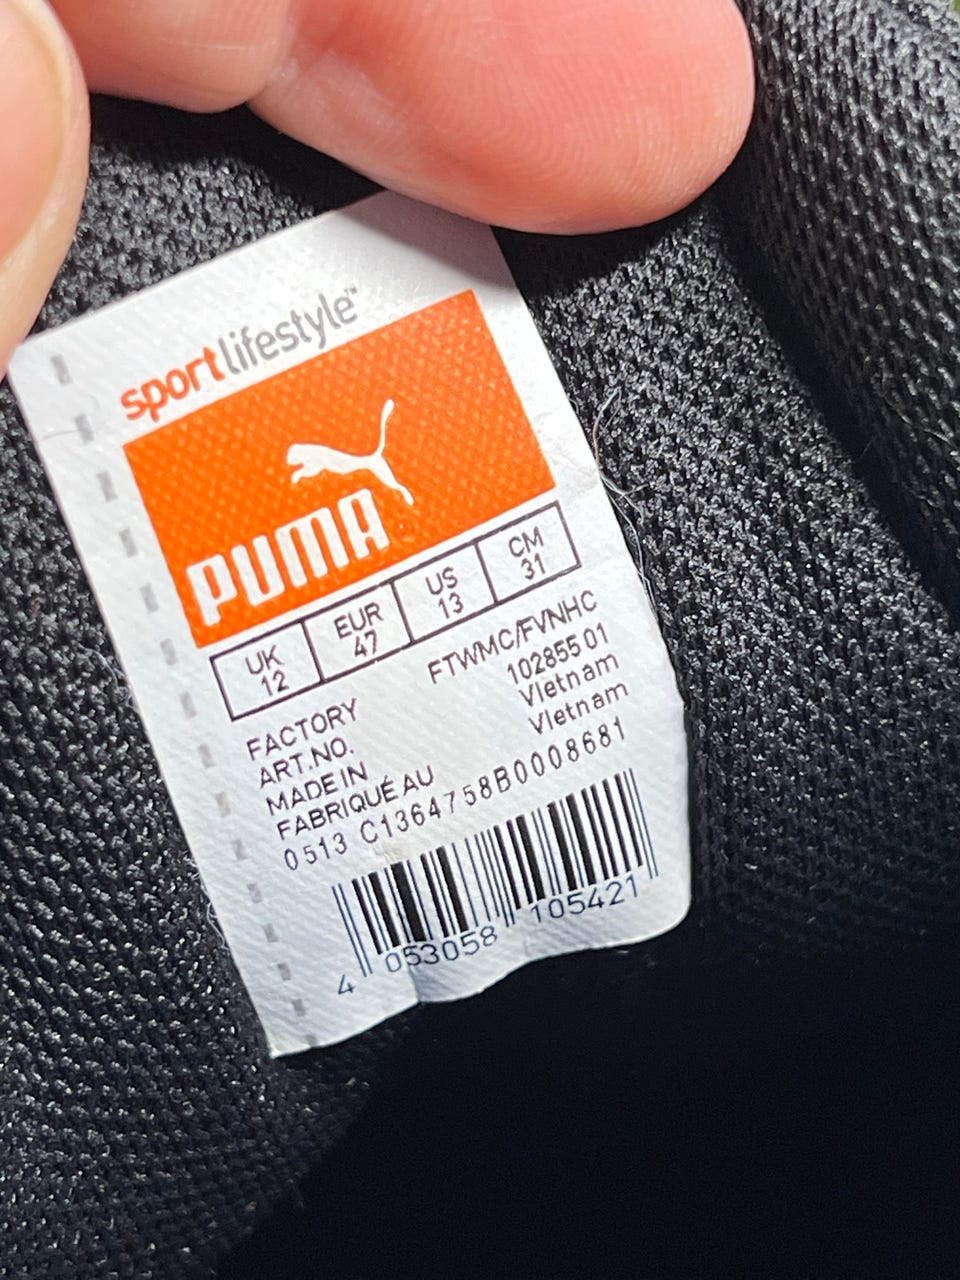 sportlifestyle™
PUMA
UK EUR US CM
12 47 13 31
FACTORY FTWMC/FVNHC
ART.NO. 102855 01
MADE IN Vietnam
FABRIQUÉ AU Vietnam
0513 C1364758B0008681
4 053058 105421